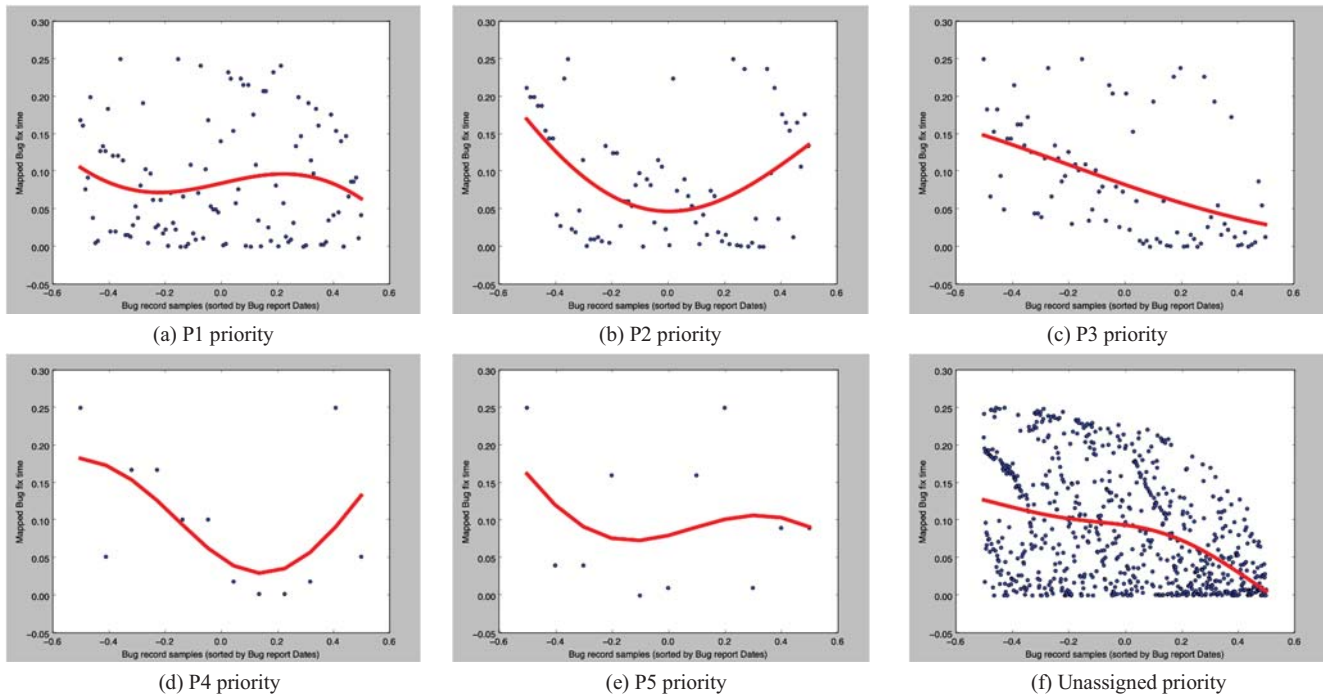 0.30
0.25
0.20
0.15
0.10
0.05
0.00
−0.05
Mapped Bug fix time
−0.6 −0.4 −0.2 0.0 0.2 0.4 0.6
Bug record samples (sorted by Bug report Dates)
(a) P1 priority
0.30
0.25
0.20
0.15
0.10
0.05
0.00
−0.05
Mapped Bug fix time
−0.6 −0.4 −0.2 0.0 0.2 0.4 0.6
Bug record samples (sorted by Bug report Dates)
(b) P2 priority
0.30
0.25
0.20
0.15
0.10
0.05
0.00
−0.05
Mapped Bug fix time
−0.6 −0.4 −0.2 0.0 0.2 0.4 0.6
Bug record samples (sorted by Bug report Dates)
(c) P3 priority
0.30
0.25
0.20
0.15
0.10
0.05
0.00
−0.05
Mapped Bug fix time
−0.6 −0.4 −0.2 0.0 0.2 0.4 0.6
Bug record samples (sorted by Bug report Dates)
(d) P4 priority
0.30
0.25
0.20
0.15
0.10
0.05
0.00
−0.05
Mapped Bug fix time
−0.6 −0.4 −0.2 0.0 0.2 0.4 0.6
Bug record samples (sorted by Bug report Dates)
(e) P5 priority
0.30
0.25
0.20
0.15
0.10
0.05
0.00
−0.05
Mapped Bug fix time
−0.6 −0.4 −0.2 0.0 0.2 0.4 0.6
Bug record samples (sorted by Bug report Dates)
(f) Unassigned priority